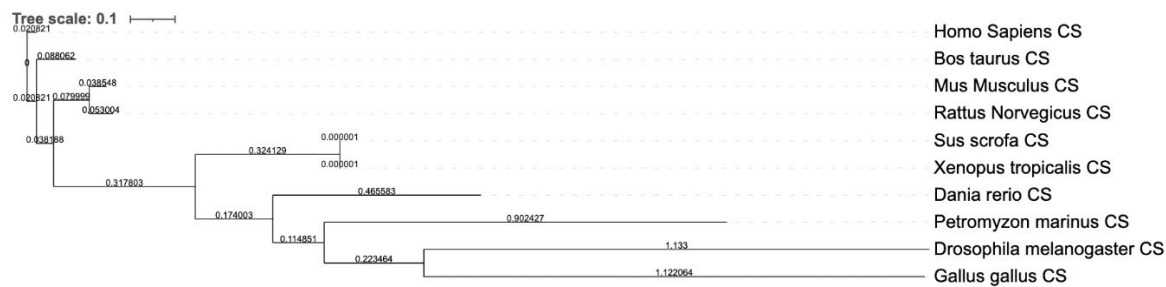 Tree scale: 0.1
0.020821
Homo Sapiens CS
0.088062
Bos taurus CS
0
0.038548
Mus Musculus CS
0.020821
0.079999
0.053004
Rattus Norvegicus CS
0.038188
0.000001
Sus scrofa CS
0.324129
0.000001
Xenopus tropicalis CS
0.317803
0.465583
Dania rerio CS
0.174003
0.902427
Petromyzon marinus CS
0.114851
1.133
Drosophila melanogaster CS
0.223464
1.122064
Gallus gallus CS